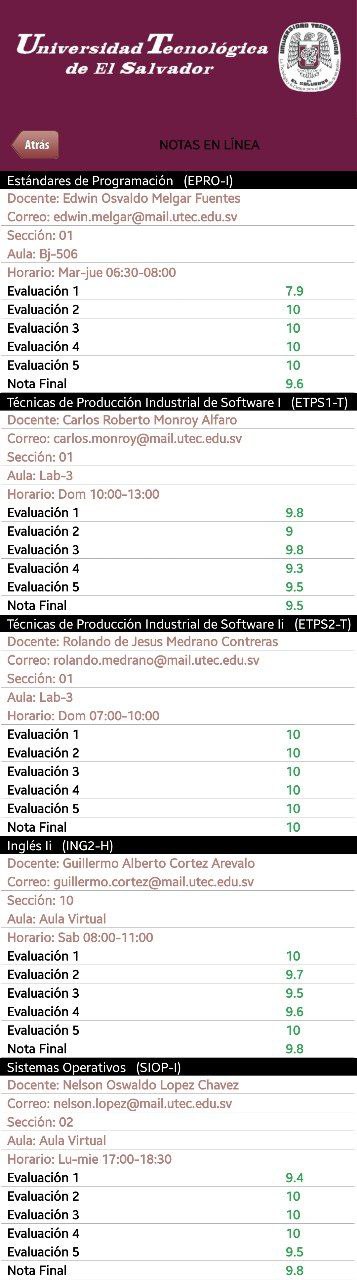 Universidad Tecnológica
de El Salvador
Atrás
NOTAS EN LÍNEA
Estándares de Programación (EPRO-I)
Docente: Edwin Osvaldo Melgar Fuentes
Correo: edwin.melgar@mail.utec.edu.sv
Sección: 01
Aula: Bj-506
Horario: Mar-jue 06:30-08:00
Evaluación 1 7.9
Evaluación 2 10
Evaluación 3 10
Evaluación 4 10
Evaluación 5 10
Nota Final 9.6
Técnicas de Producción Industrial de Software I (ETPS1-T)
Docente: Carlos Roberto Monroy Alfaro
Correo: carlos.monroy@mail.utec.edu.sv
Sección: 01
Aula: Lab-3
Horario: Dom 10:00-13:00
Evaluación 1 9.8
Evaluación 2 9
Evaluación 3 9.8
Evaluación 4 9.3
Evaluación 5 9.5
Nota Final 9.5
Técnicas de Producción Industrial de Software Ii (ETPS2-T)
Docente: Rolando de Jesus Medrano Contreras
Correo: rolando.medrano@mail.utec.edu.sv
Sección: 01
Aula: Lab-3
Horario: Dom 07:00-10:00
Evaluación 1 10
Evaluación 2 10
Evaluación 3 10
Evaluación 4 10
Evaluación 5 10
Nota Final 10
Inglés Ii (ING2-H)
Docente: Guillermo Alberto Cortez Arevalo
Correo: guillermo.cortez@mail.utec.edu.sv
Sección: 10
Aula: Aula Virtual
Horario: Sab 08:00-11:00
Evaluación 1 10
Evaluación 2 9.7
Evaluación 3 9.5
Evaluación 4 9.6
Evaluación 5 10
Nota Final 9.8
Sistemas Operativos (SIOP-I)
Docente: Nelson Oswaldo Lopez Chavez
Correo: nelson.lopez@mail.utec.edu.sv
Sección: 02
Aula: Aula Virtual
Horario: Lu-mie 17:00-18:30
Evaluación 1 9.4
Evaluación 2 10
Evaluación 3 10
Evaluación 4 10
Evaluación 5 9.5
Nota Final 9.8